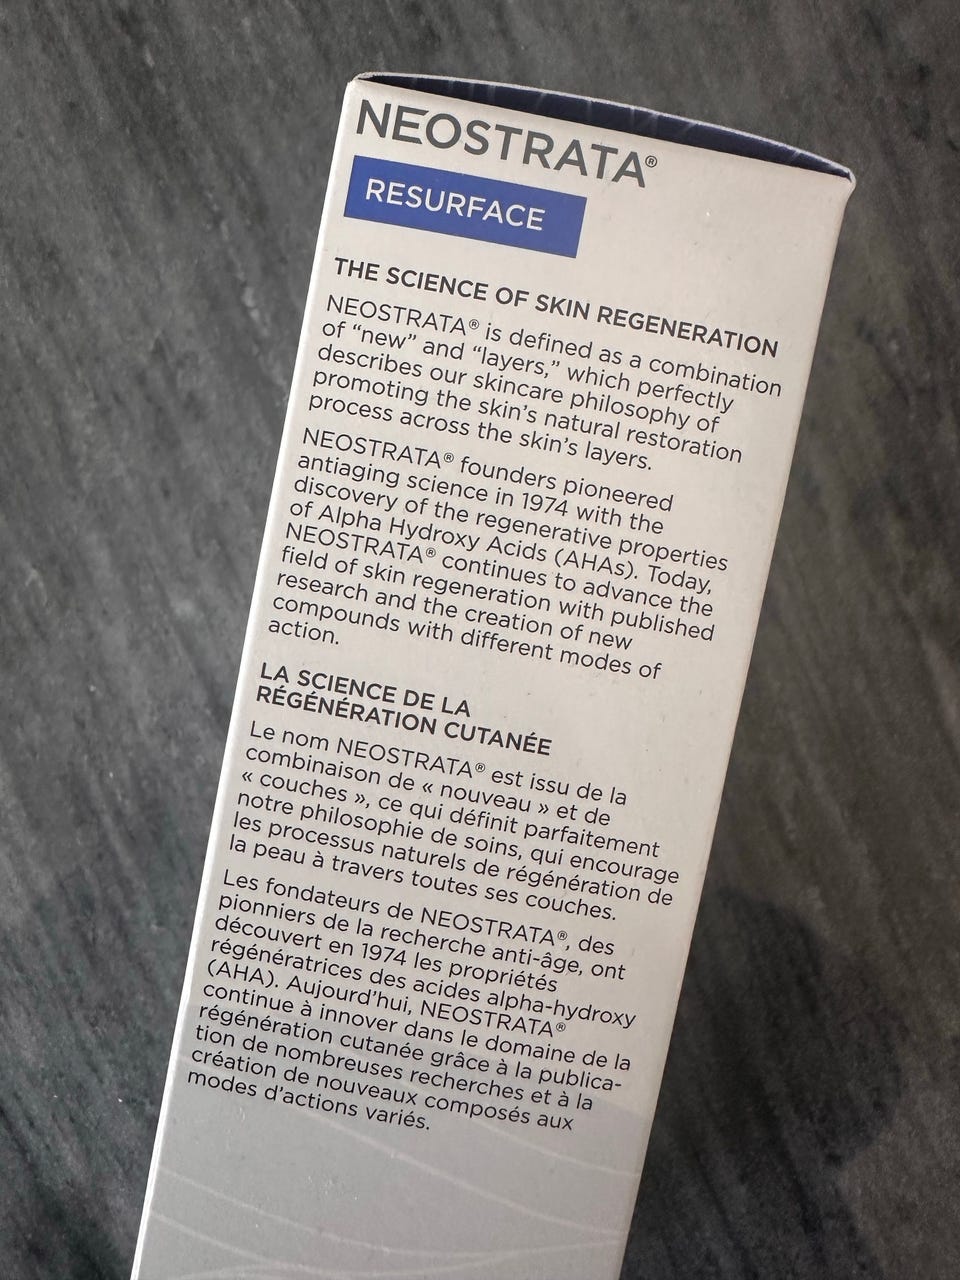 NEOSTRATA®
RESURFACE
THE SCIENCE OF SKIN REGENERATION
NEOSTRATA® is defined as a combination
of “new” and “layers,” which perfectly
describes our skincare philosophy of
promoting the skin’s natural restoration
process across the skin’s layers.
NEOSTRATA® founders pioneered
antiaging science in 1974 with the
discovery of the regenerative properties
of Alpha Hydroxy Acids (AHAs). Today,
NEOSTRATA® continues to advance the
field of skin regeneration with published
research and the creation of new
compounds with different modes of
action.
LA SCIENCE DE LA
RÉGÉNÉRATION CUTANÉE
Le nom NEOSTRATA® est issu de la
combinaison de « nouveau » et de
« couches », ce qui définit parfaitement
notre philosophie de soins, qui encourage
les processus naturels de régénération de
la peau à travers toutes ses couches.
Les fondateurs de NEOSTRATA®, des
pionniers de la recherche anti-âge, ont
découvert en 1974 les propriétés
régénératrices des acides alpha-hydroxy
(AHA). Aujourd’hui, NEOSTRATA®
continue à innover dans le domaine de la
régénération cutanée grâce à la publica-
tion de nombreuses recherches et à la
création de nouveaux composés aux
modes d’actions variés.